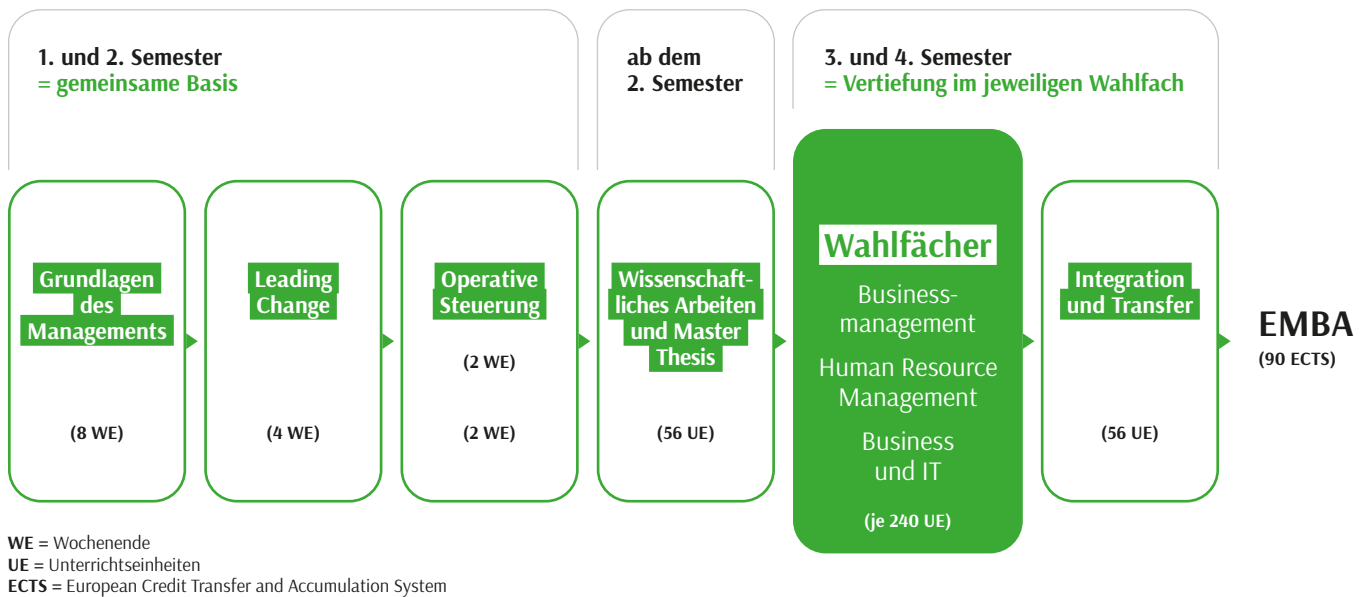 1. und 2. Semester
= gemeinsame Basis
ab dem
2. Semester
3. und 4. Semester
= Vertiefung im jeweiligen Wahlfach
Grundlagen
des
Managements
(8 WE)
Leading
Change
(4 WE)
Operative
Steuerung
(2 WE)
(2 WE)
Wissenschaft-
liches Arbeiten
und Master
Thesis
(56 UE)
Wahlfächer
Business-
management
Human Resource
Management
Business
und IT
(je 240 UE)
Integration
und Transfer
(56 UE)
EMBA
(90 ECTS)
WE = Wochenende
UE = Unterrichtseinheiten
ECTS = European Credit Transfer and Accumulation System